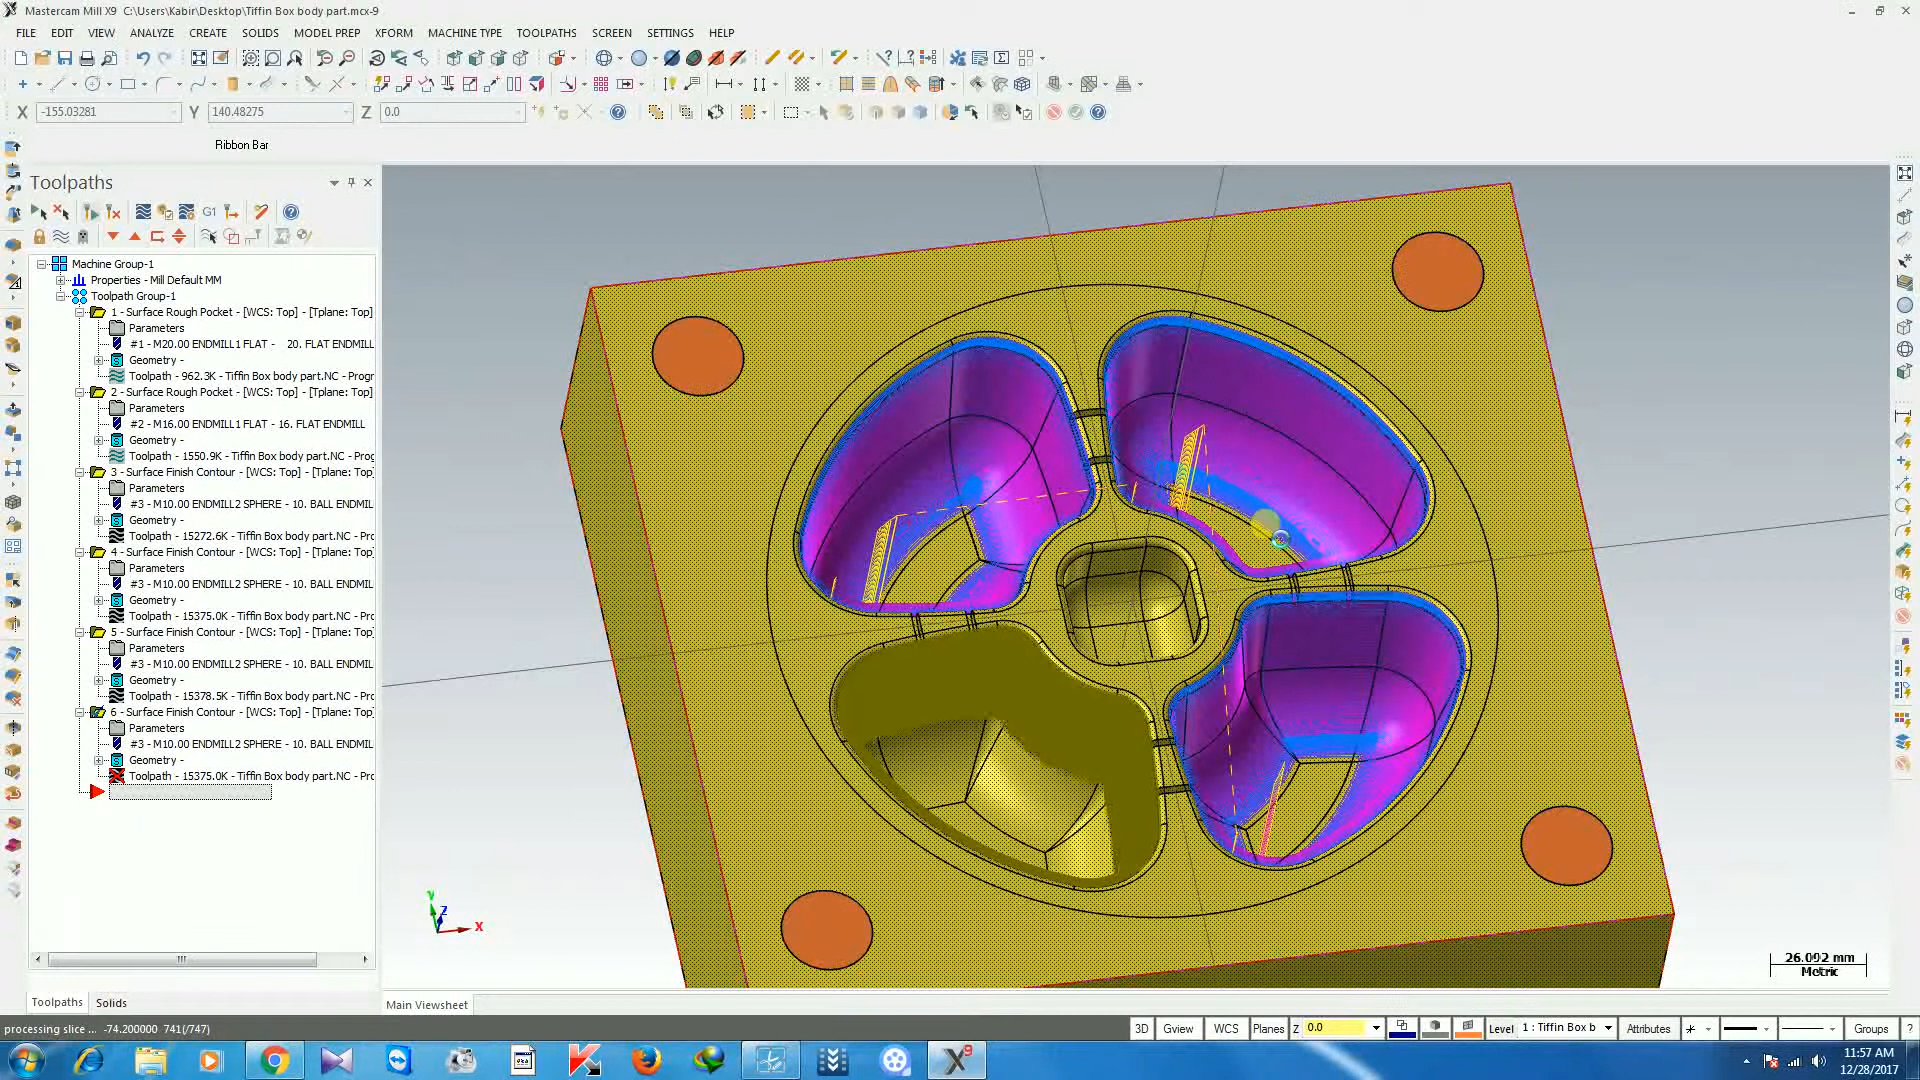 Mastercam Mill X9  C:\Users\Kabir\Desktop\Tiffin Box body part.mcx-9
FILE EDIT VIEW ANALYZE CREATE SOLIDS MODEL PREP XFORM MACHINE TYPE TOOLPATHS SCREEN SETTINGS HELP
X -155.03281 Y 140.48275 Z 0.0
Ribbon Bar
Toolpaths
G1
Machine Group-1
Properties - Mill Default MM
Toolpath Group-1
1 - Surface Rough Pocket - [WCS: Top] - [Tplane: Top]
Parameters
#1 - M20.00 ENDMILL1 FLAT -   20. FLAT ENDMILL
Geometry -
Toolpath - 962.3K - Tiffin Box body part.NC - Progr
2 - Surface Rough Pocket - [WCS: Top] - [Tplane: Top]
Parameters
#2 - M16.00 ENDMILL1 FLAT - 16. FLAT ENDMILL
Geometry -
Toolpath - 1550.9K - Tiffin Box body part.NC - Prog
3 - Surface Finish Contour - [WCS: Top] - [Tplane: Top]
Parameters
#3 - M10.00 ENDMILL2 SPHERE - 10. BALL ENDMIL
Geometry -
Toolpath - 15272.6K - Tiffin Box body part.NC - Prc
4 - Surface Finish Contour - [WCS: Top] - [Tplane: Top]
Parameters
#3 - M10.00 ENDMILL2 SPHERE - 10. BALL ENDMIL
Geometry -
Toolpath - 15375.0K - Tiffin Box body part.NC - Prc
5 - Surface Finish Contour - [WCS: Top] - [Tplane: Top]
Parameters
#3 - M10.00 ENDMILL2 SPHERE - 10. BALL ENDMIL
Geometry -
Toolpath - 15378.5K - Tiffin Box body part.NC - Prc
6 - Surface Finish Contour - [WCS: Top] - [Tplane: Top]
Parameters
#3 - M10.00 ENDMILL2 SPHERE - 10. BALL ENDMIL
Geometry -
Toolpath - 15375.0K - Tiffin Box body part.NC - Prc
Y
Z
X
26.092 mm
Metric
Toolpaths Solids
Main Viewsheet
processing slice ...  -74.200000  741(/747)
3D Gview WCS Planes Z 0.0 Level 1 : Tiffin Box b Attributes Groups ?
11:57 AM
12/28/2017